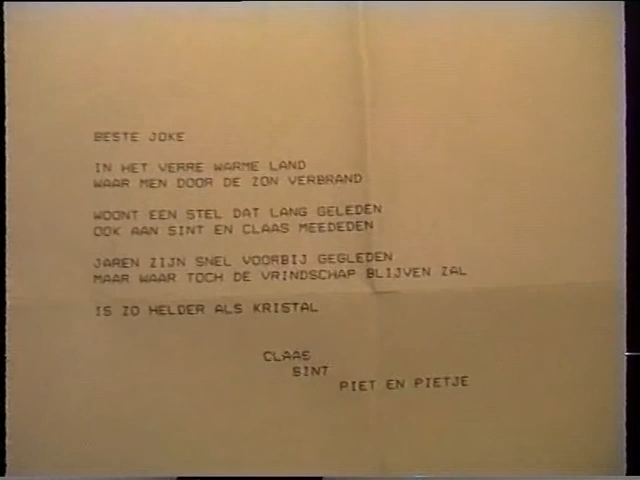 BESTE JOKE
IN HET VERRE WARME LAND
WAAR MEN DOOR DE ZON VERBRAND
WOONT EEN STEL DAT LANG GELEDEN
OOK AAN SINT EN CLAAS MEEDEDEN
JAREN ZIJN SNEL VOORBIJ GEGLEDEN
MAAR WAAR TOCH DE VRINDSCHAP BLIJVEN ZAL
IS ZO HELDER ALS KRISTAL
CLAAS
SINT
PIET EN PIETJE